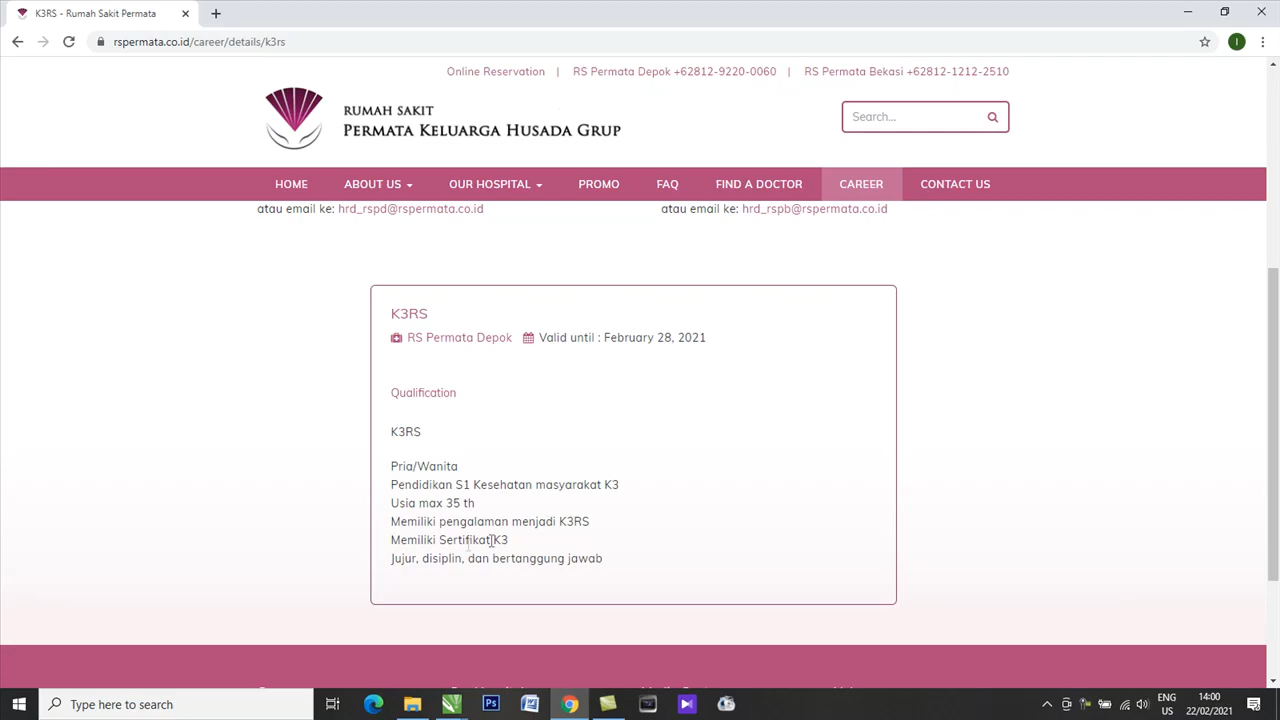 K3RS - Rumah Sakit Permata
rspermata.co.id/career/details/k3rs
Online Reservation | RS Permata Depok +62812-9220-0060 | RS Permata Bekasi +62812-1212-2510
RUMAH SAKIT
PERMATA KELUARGA HUSADA GRUP
Search...
HOME ABOUT US OUR HOSPITAL PROMO FAQ FIND A DOCTOR CAREER CONTACT US
atau email ke: hrd_rspd@rspermata.co.id atau email ke: hrd_rspb@rspermata.co.id
K3RS
RS Permata Depok Valid until : February 28, 2021
Qualification
K3RS
Pria/Wanita
Pendidikan S1 Kesehatan masyarakat K3
Usia max 35 th
Memiliki pengalaman menjadi K3RS
Memiliki Sertifikat K3
Jujur, disiplin, dan bertanggung jawab
Type here to search
ENG 14:00
US 22/02/2021